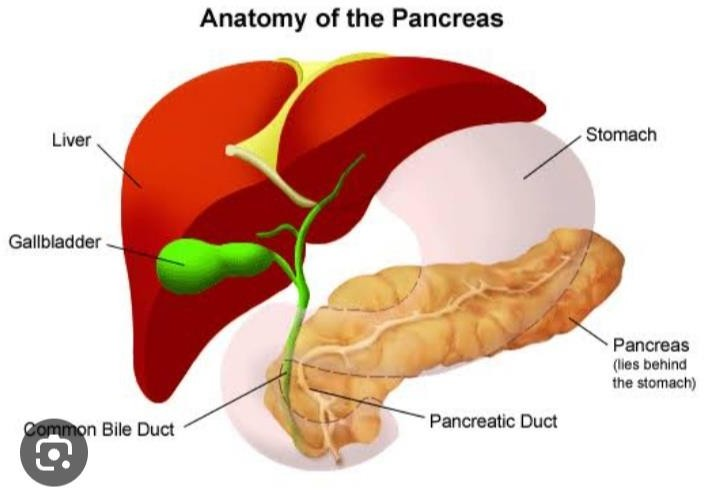 Anatomy of the Pancreas
Liver
Stomach
Gallbladder
Pancreas
(lies behind
the stomach)
Common Bile Duct
Pancreatic Duct